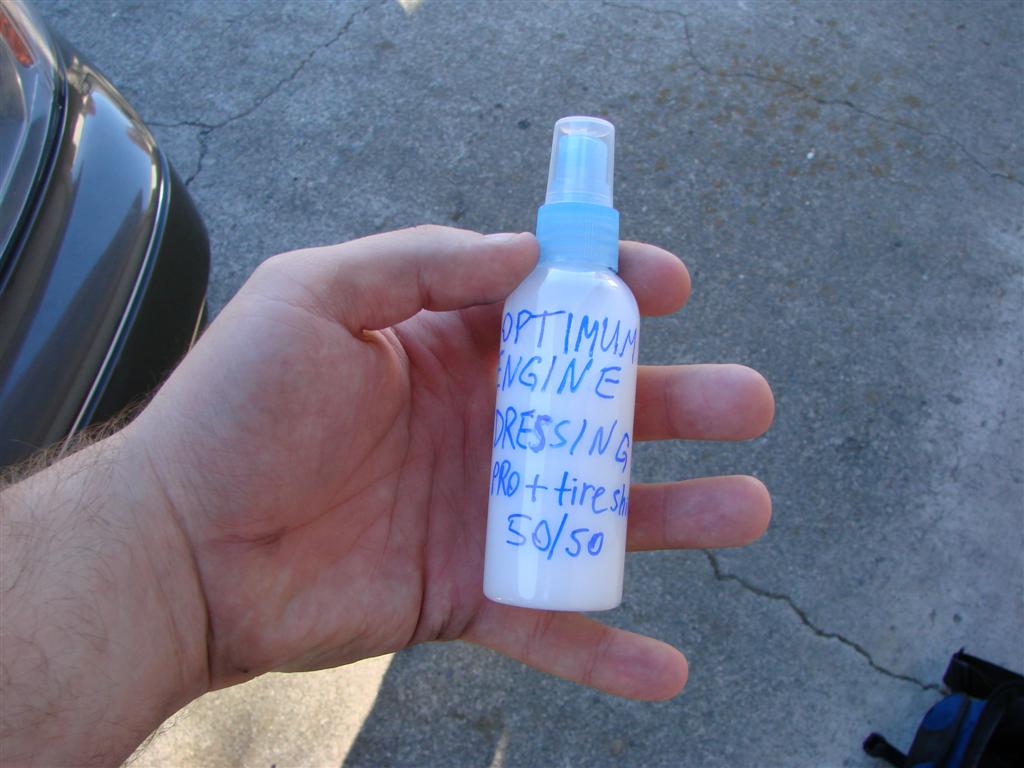 OPTIMUM
ENGINE
DRESSING
PRO + tire
50/50